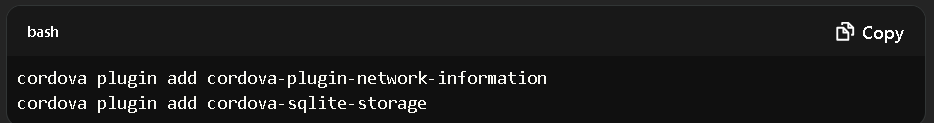 bash
Copy
cordova plugin add cordova-plugin-network-information
cordova plugin add cordova-sqlite-storage